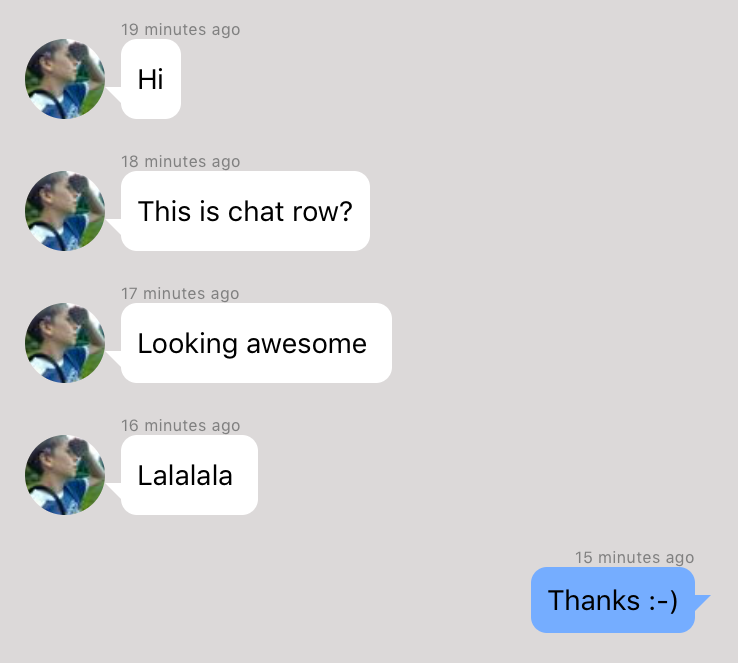 19 minutes ago
Hi
18 minutes ago
This is chat row?
17 minutes ago
Looking awesome
16 minutes ago
Lalalala
15 minutes ago
Thanks :-)